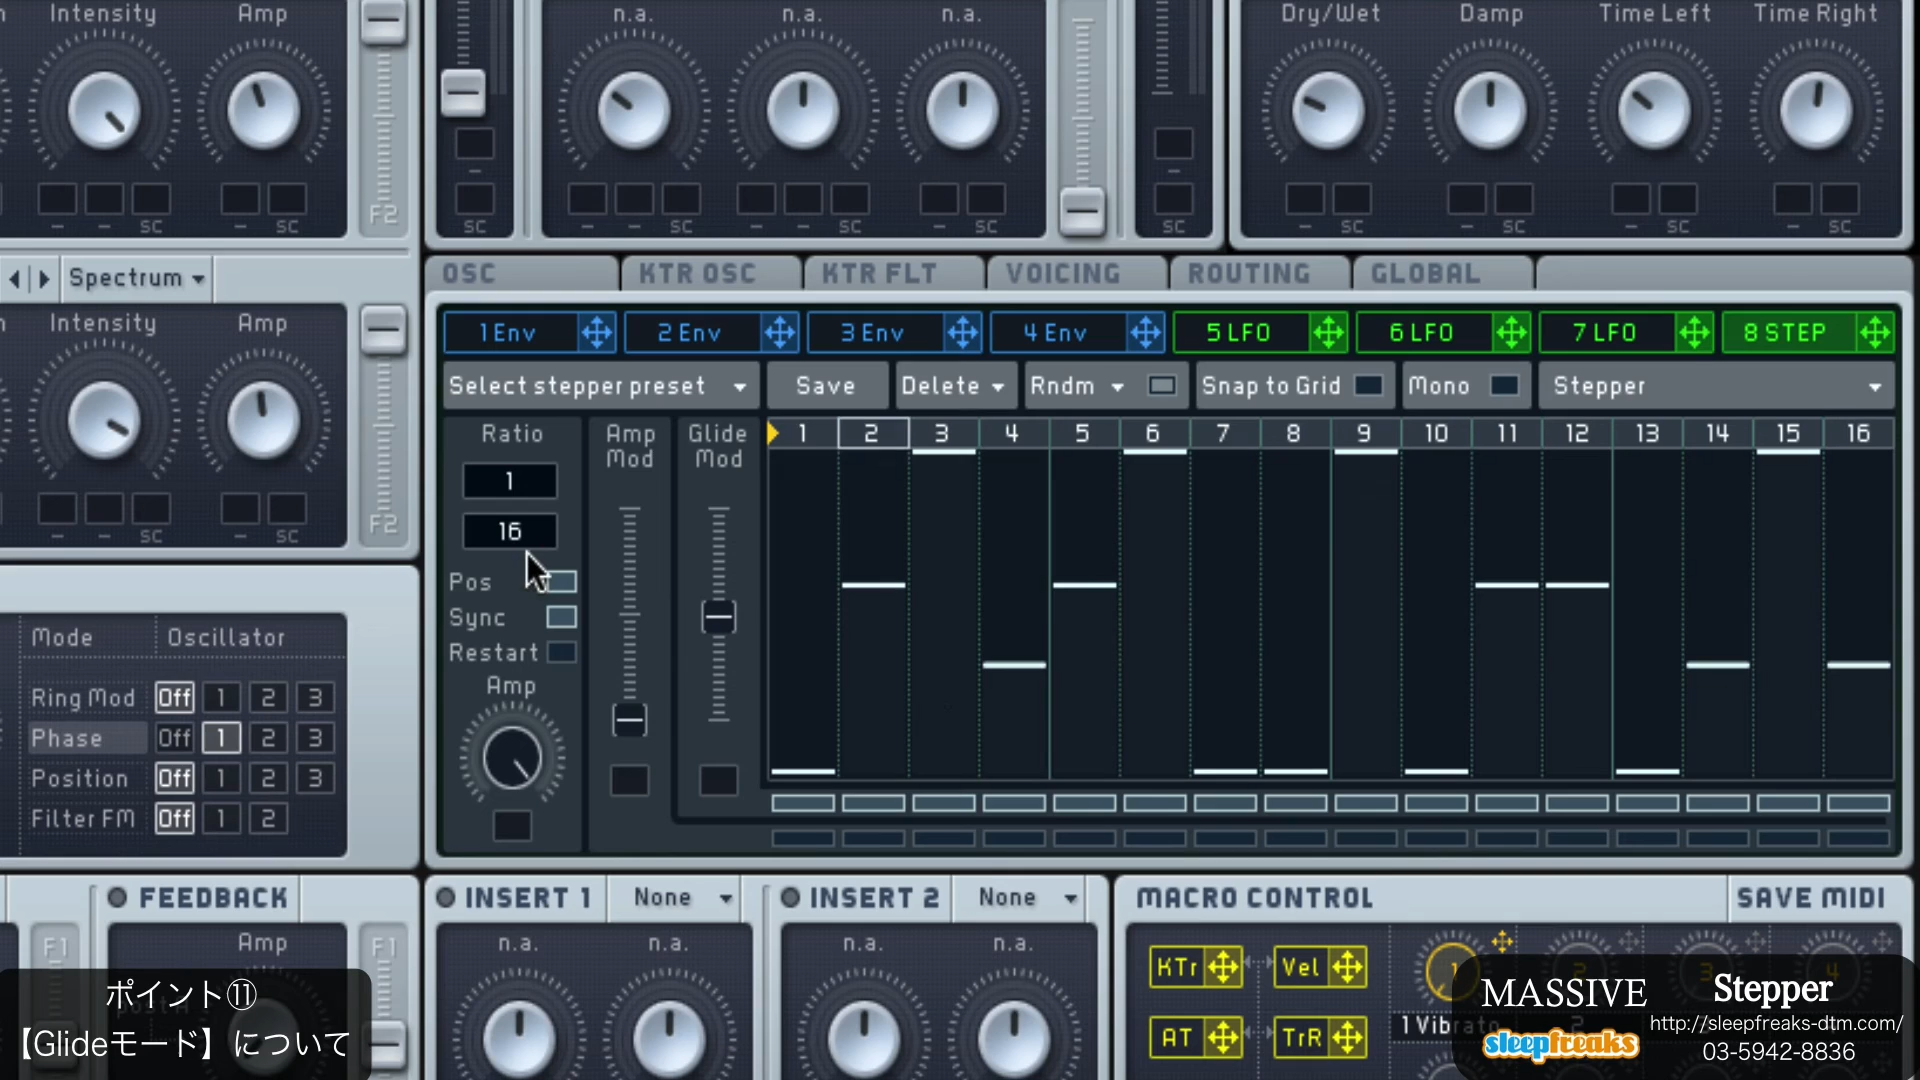 Intensity
Amp
n.a.
n.a.
n.a.
Dry/Wet
Damp
Time Left
Time Right
SC
SC
F2
SC
SC
SC
SC
SC
SC
SC
SC
SC
SC
Spectrum
OSC
KTR OSC
KTR FLT
VOICING
ROUTING
GLOBAL
Intensity
Amp
1 Env
2 Env
3 Env
4 Env
5 LFO
6 LFO
7 LFO
8 STEP
Select stepper preset
Save
Delete
Rndm
Snap to Grid
Mono
Stepper
Ratio
Amp Mod
Glide Mod
1 2 3 4 5 6 7 8 9 10 11 12 13 14 15 16
1
16
SC
SC
F2
Pos
Sync
Restart
Amp
Mode
Oscillator
Ring Mod Off 1 2 3
Phase Off 1 2 3
Position Off 1 2 3
Filter FM Off 1 2
FEEDBACK
INSERT 1
None
INSERT 2
None
MACRO CONTROL
SAVE MIDI
F1
Amp
F1
n.a.
n.a.
n.a.
n.a.
KTr
Vel
1
2
3
4
AT
TrR
1 Vibrato
2
ポイント⑪
【Glideモード】について
MASSIVE
Stepper
sleepfreaks
http://sleepfreaks-dtm.com/
03-5942-8836